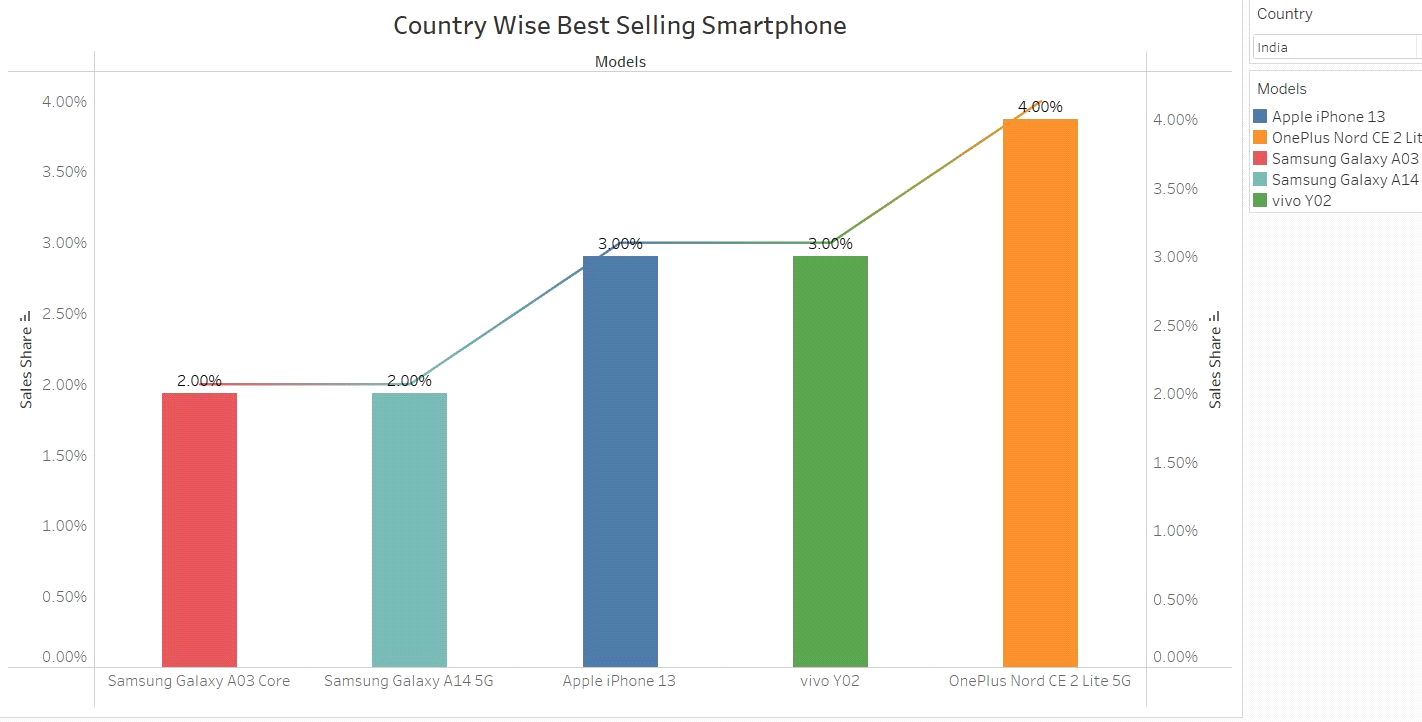 Country Wise Best Selling Smartphone
Models
4.00%
3.50%
3.00%
2.50%
2.00%
1.50%
1.00%
0.50%
0.00%
Sales Share
2.00%
2.00%
3.00%
3.00%
4.00%
Samsung Galaxy A03 Core
Samsung Galaxy A14 5G
Apple iPhone 13
vivo Y02
OnePlus Nord CE 2 Lite 5G
4.00%
3.50%
3.00%
2.50%
2.00%
1.50%
1.00%
0.50%
0.00%
Sales Share
Country
India
Models
Apple iPhone 13
OnePlus Nord CE 2 Lit
Samsung Galaxy A03
Samsung Galaxy A14
vivo Y02